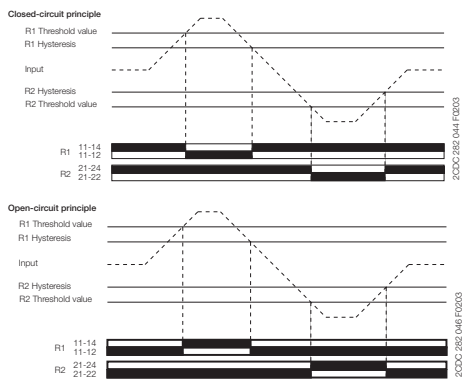 Closed-circuit principle
R1 Threshold value
R1 Hysteresis
Input
R2 Hysteresis
R2 Threshold value
R1 11-14
11-12
R2 21-24
21-22
2CDC 282 044 F0203
Open-circuit principle
R1 Threshold value
R1 Hysteresis
Input
R2 Hysteresis
R2 Threshold value
R1 11-14
11-12
R2 21-24
21-22
2CDC 282 046 F0203